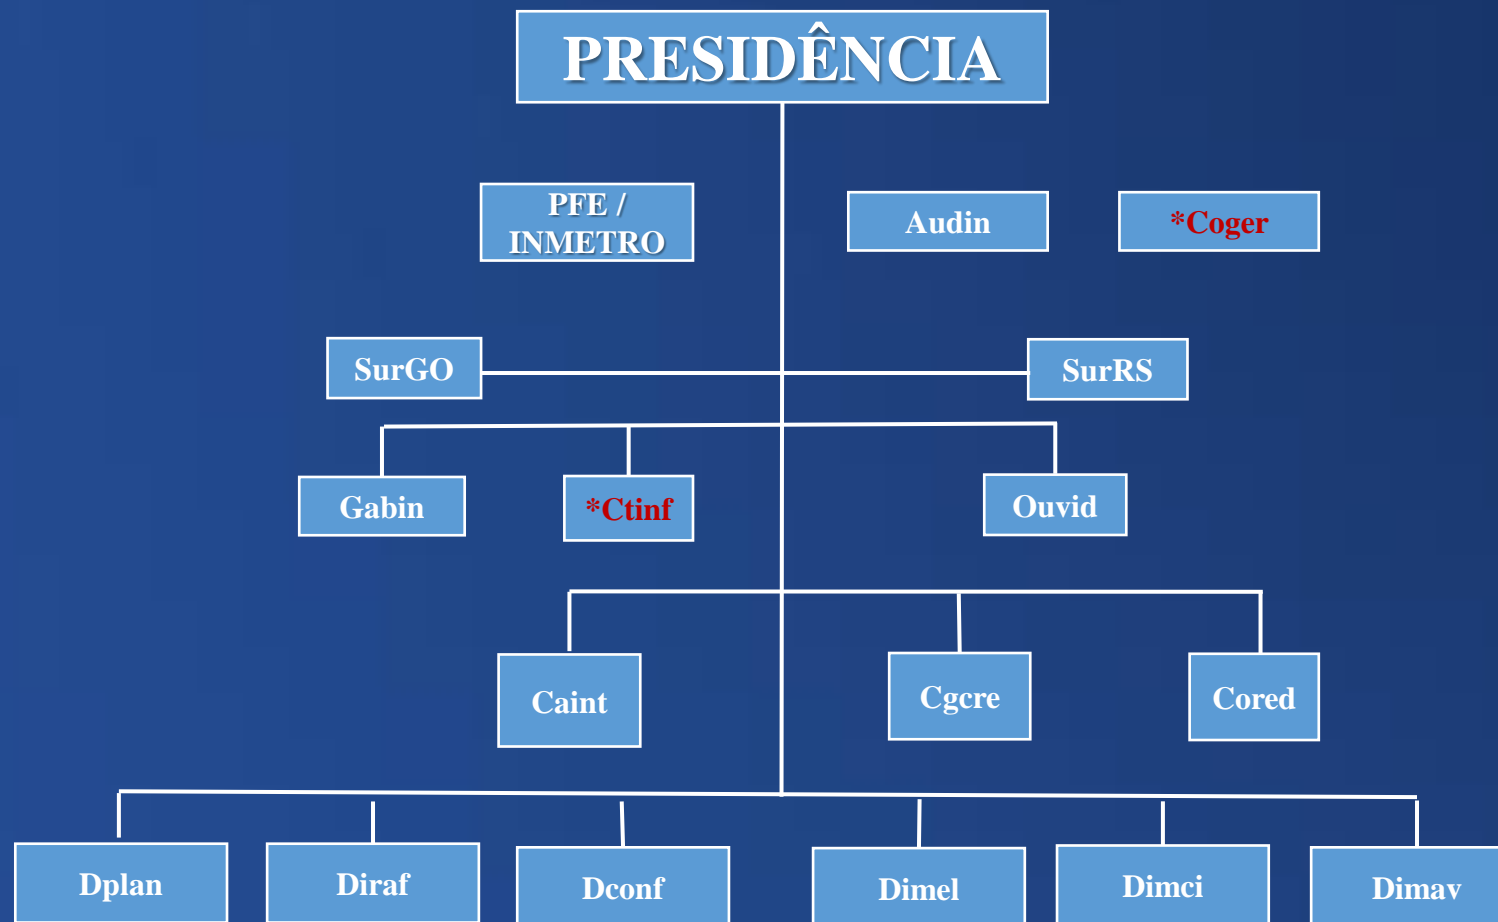 PRESIDÊNCIA
PFE /
INMETRO
Audin
*Coger
SurGO
SurRS
Gabin
*Ctinf
Ouvid
Caint
Cgcre
Cored
Dplan
Diraf
Dconf
Dimel
Dimci
Dimav